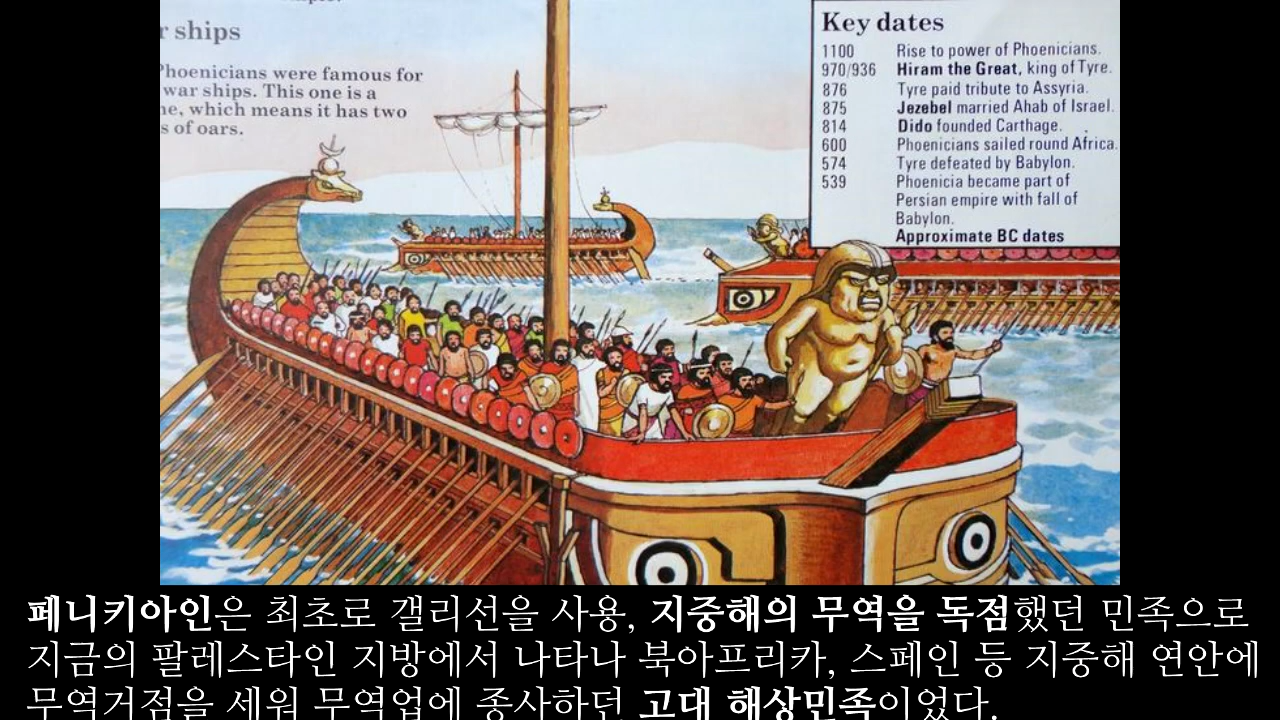 r ships
Phoenicians were famous for
war ships. This one is a
ne, which means it has two
s of oars.
Key dates
1100 Rise to power of Phoenicians.
970/936 Hiram the Great, king of Tyre.
876 Tyre paid tribute to Assyria.
875 Jezebel married Ahab of Israel.
814 Dido founded Carthage.
600 Phoenicians sailed round Africa.
574 Tyre defeated by Babylon.
539 Phoenicia became part of
Persian empire with fall of
Babylon.
Approximate BC dates
페니키아인은 최초로 갤리선을 사용, 지중해의 무역을 독점했던 민족으로
지금의 팔레스타인 지방에서 나타나 북아프리카, 스페인 등 지중해 연안에
무역거점을 세워 무역업에 종사하던 고대 해상민족이었다.